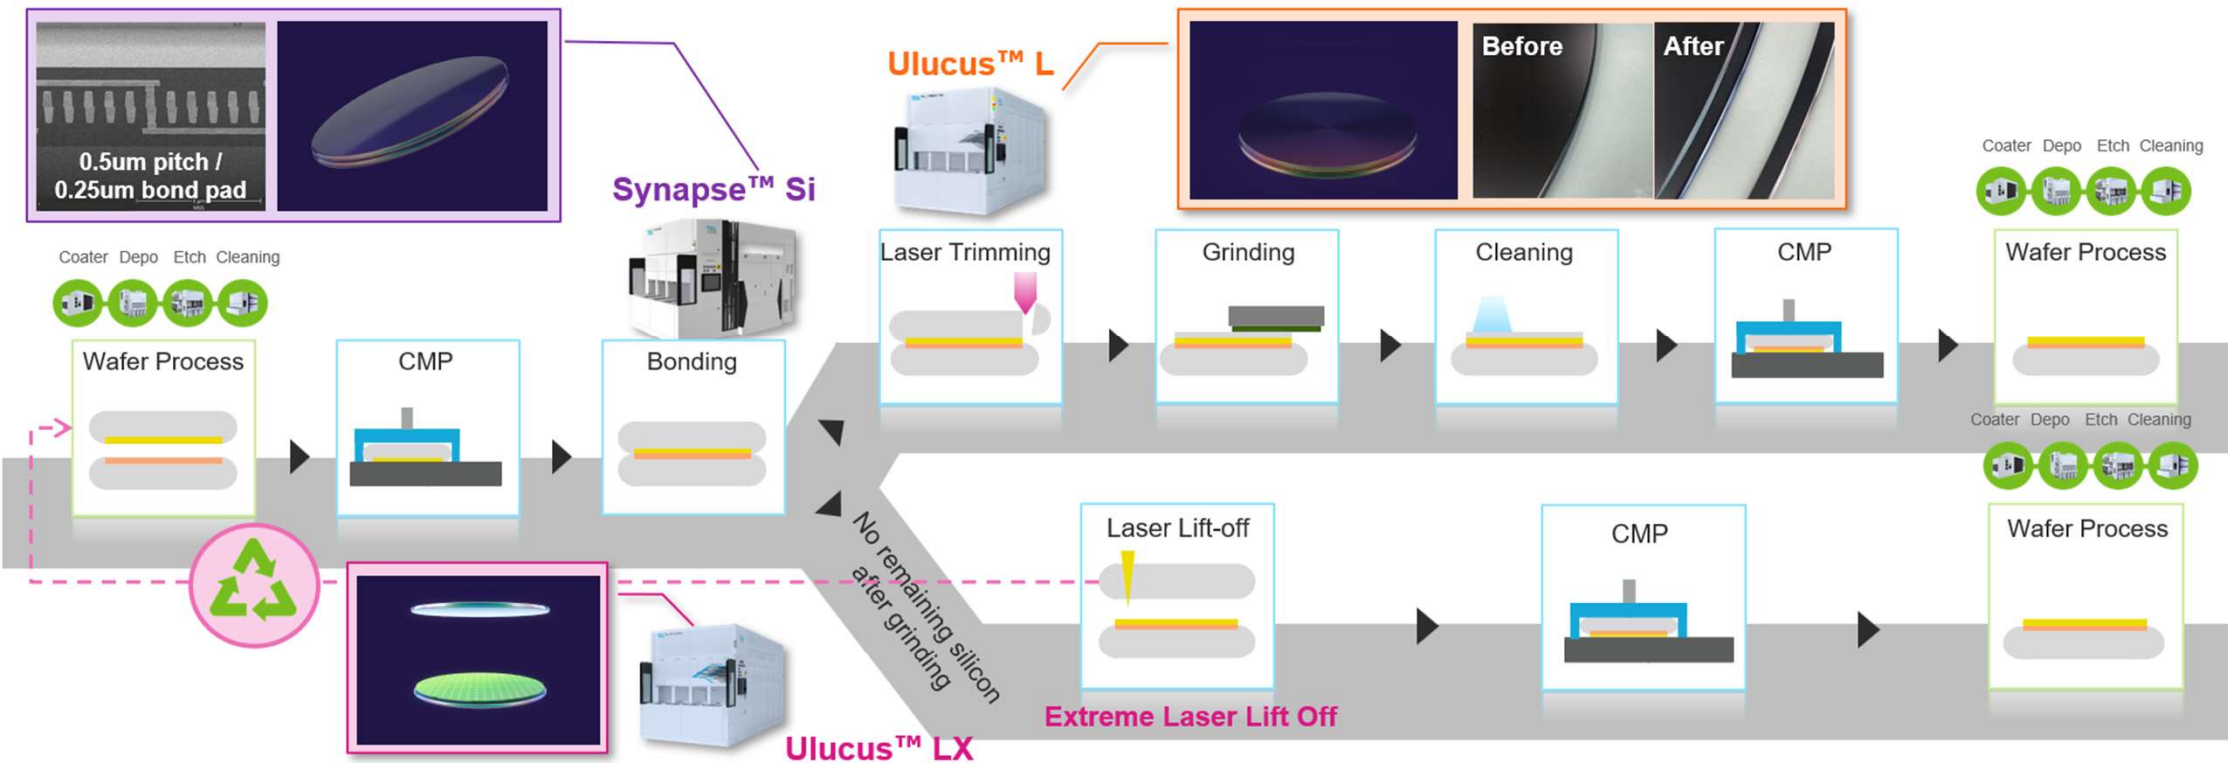 0.5um pitch /
0.25um bond pad
Synapse™ Si
Ulucus™ L
Before
After
Coater Depo Etch Cleaning
Wafer Process
CMP
Bonding
Laser Trimming
Grinding
Cleaning
CMP
Coater Depo Etch Cleaning
Wafer Process
No remaining silicon
after grinding
Laser Lift-off
Extreme Laser Lift Off
Ulucus™ LX
CMP
Coater Depo Etch Cleaning
Wafer Process